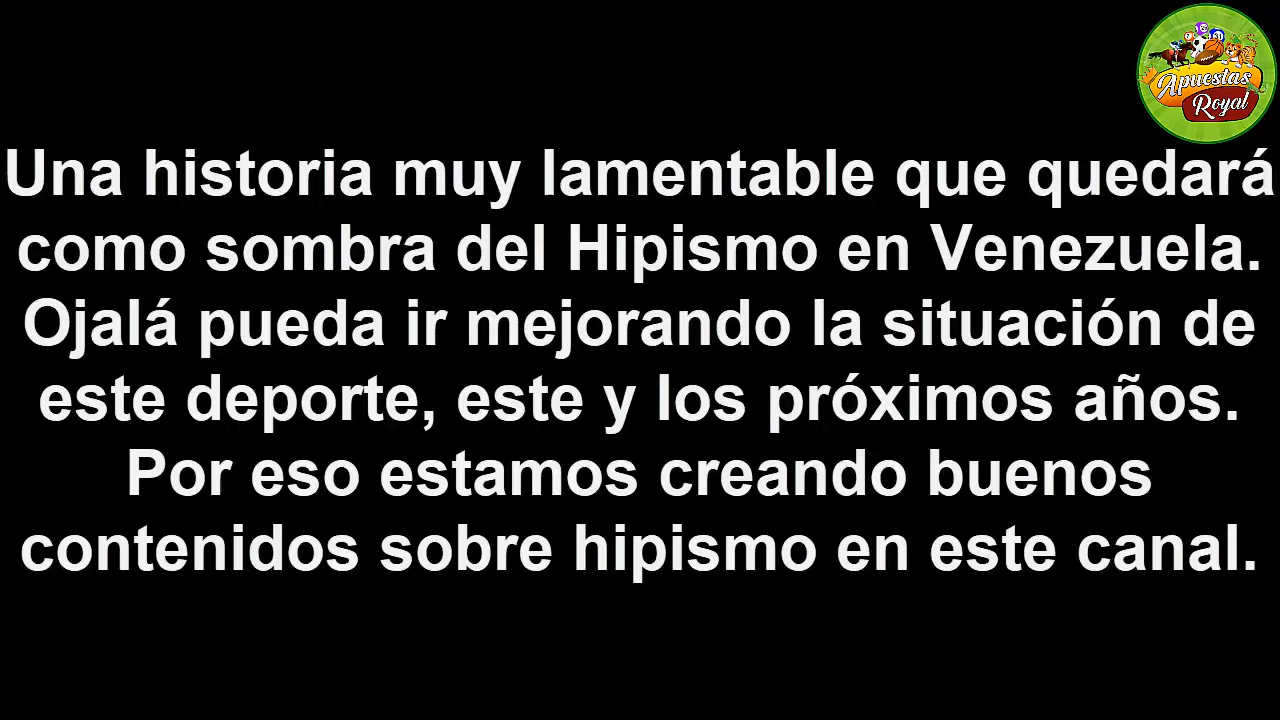 Apuestas
Royal
Una historia muy lamentable que quedará
como sombra del Hipismo en Venezuela.
Ojalá pueda ir mejorando la situación de
este deporte, este y los próximos años.
Por eso estamos creando buenos
contenidos sobre hipismo en este canal.